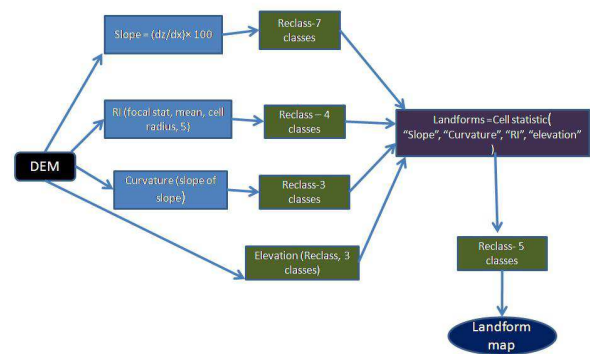 Slope = (dz/dx)× 100
Reclass-7
classes
RI (focal stat, mean, cell
radius, 5)
Reclass – 4
classes
Landforms =Cell statistic(
"Slope", "Curvature", "RI", "elevation"
)
DEM
Curvature (slope of
slope)
Reclass-3
classes
Elevation (Reclass, 3
classes)
Reclass- 5
classes
Landform
map